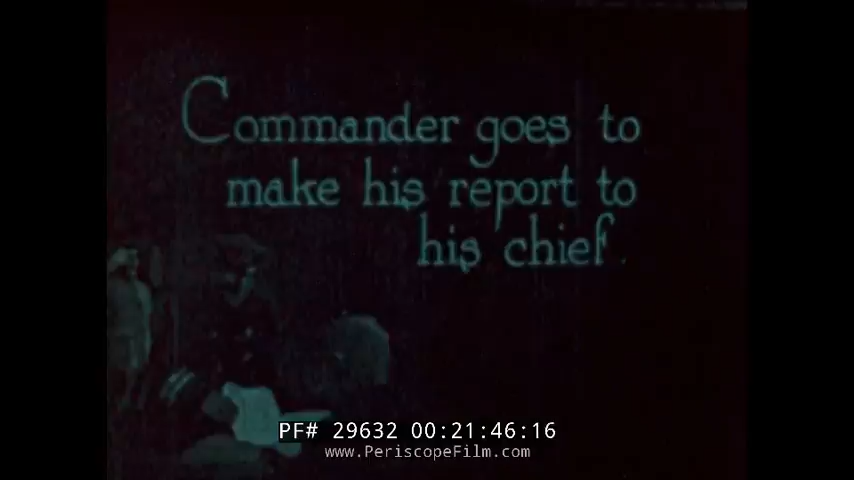 Commander goes to
make his report to
his chief.
PF# 29632 00:21:46:16
www.PeriscopeFilm.com